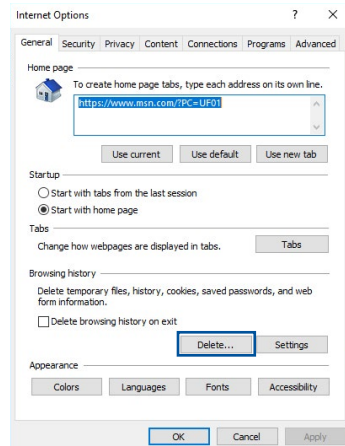 Internet Options ? X
General Security Privacy Content Connections Programs Advanced
Home page
To create home page tabs, type each address on its own line.
https://www.msn.com/?PC=UF01
Use current Use default Use new tab
Startup
Start with tabs from the last session
Start with home page
Tabs
Change how webpages are displayed in tabs. Tabs
Browsing history
Delete temporary files, history, cookies, saved passwords, and web
form information.
Delete browsing history on exit
Delete... Settings
Appearance
Colors Languages Fonts Accessibility
OK Cancel Apply